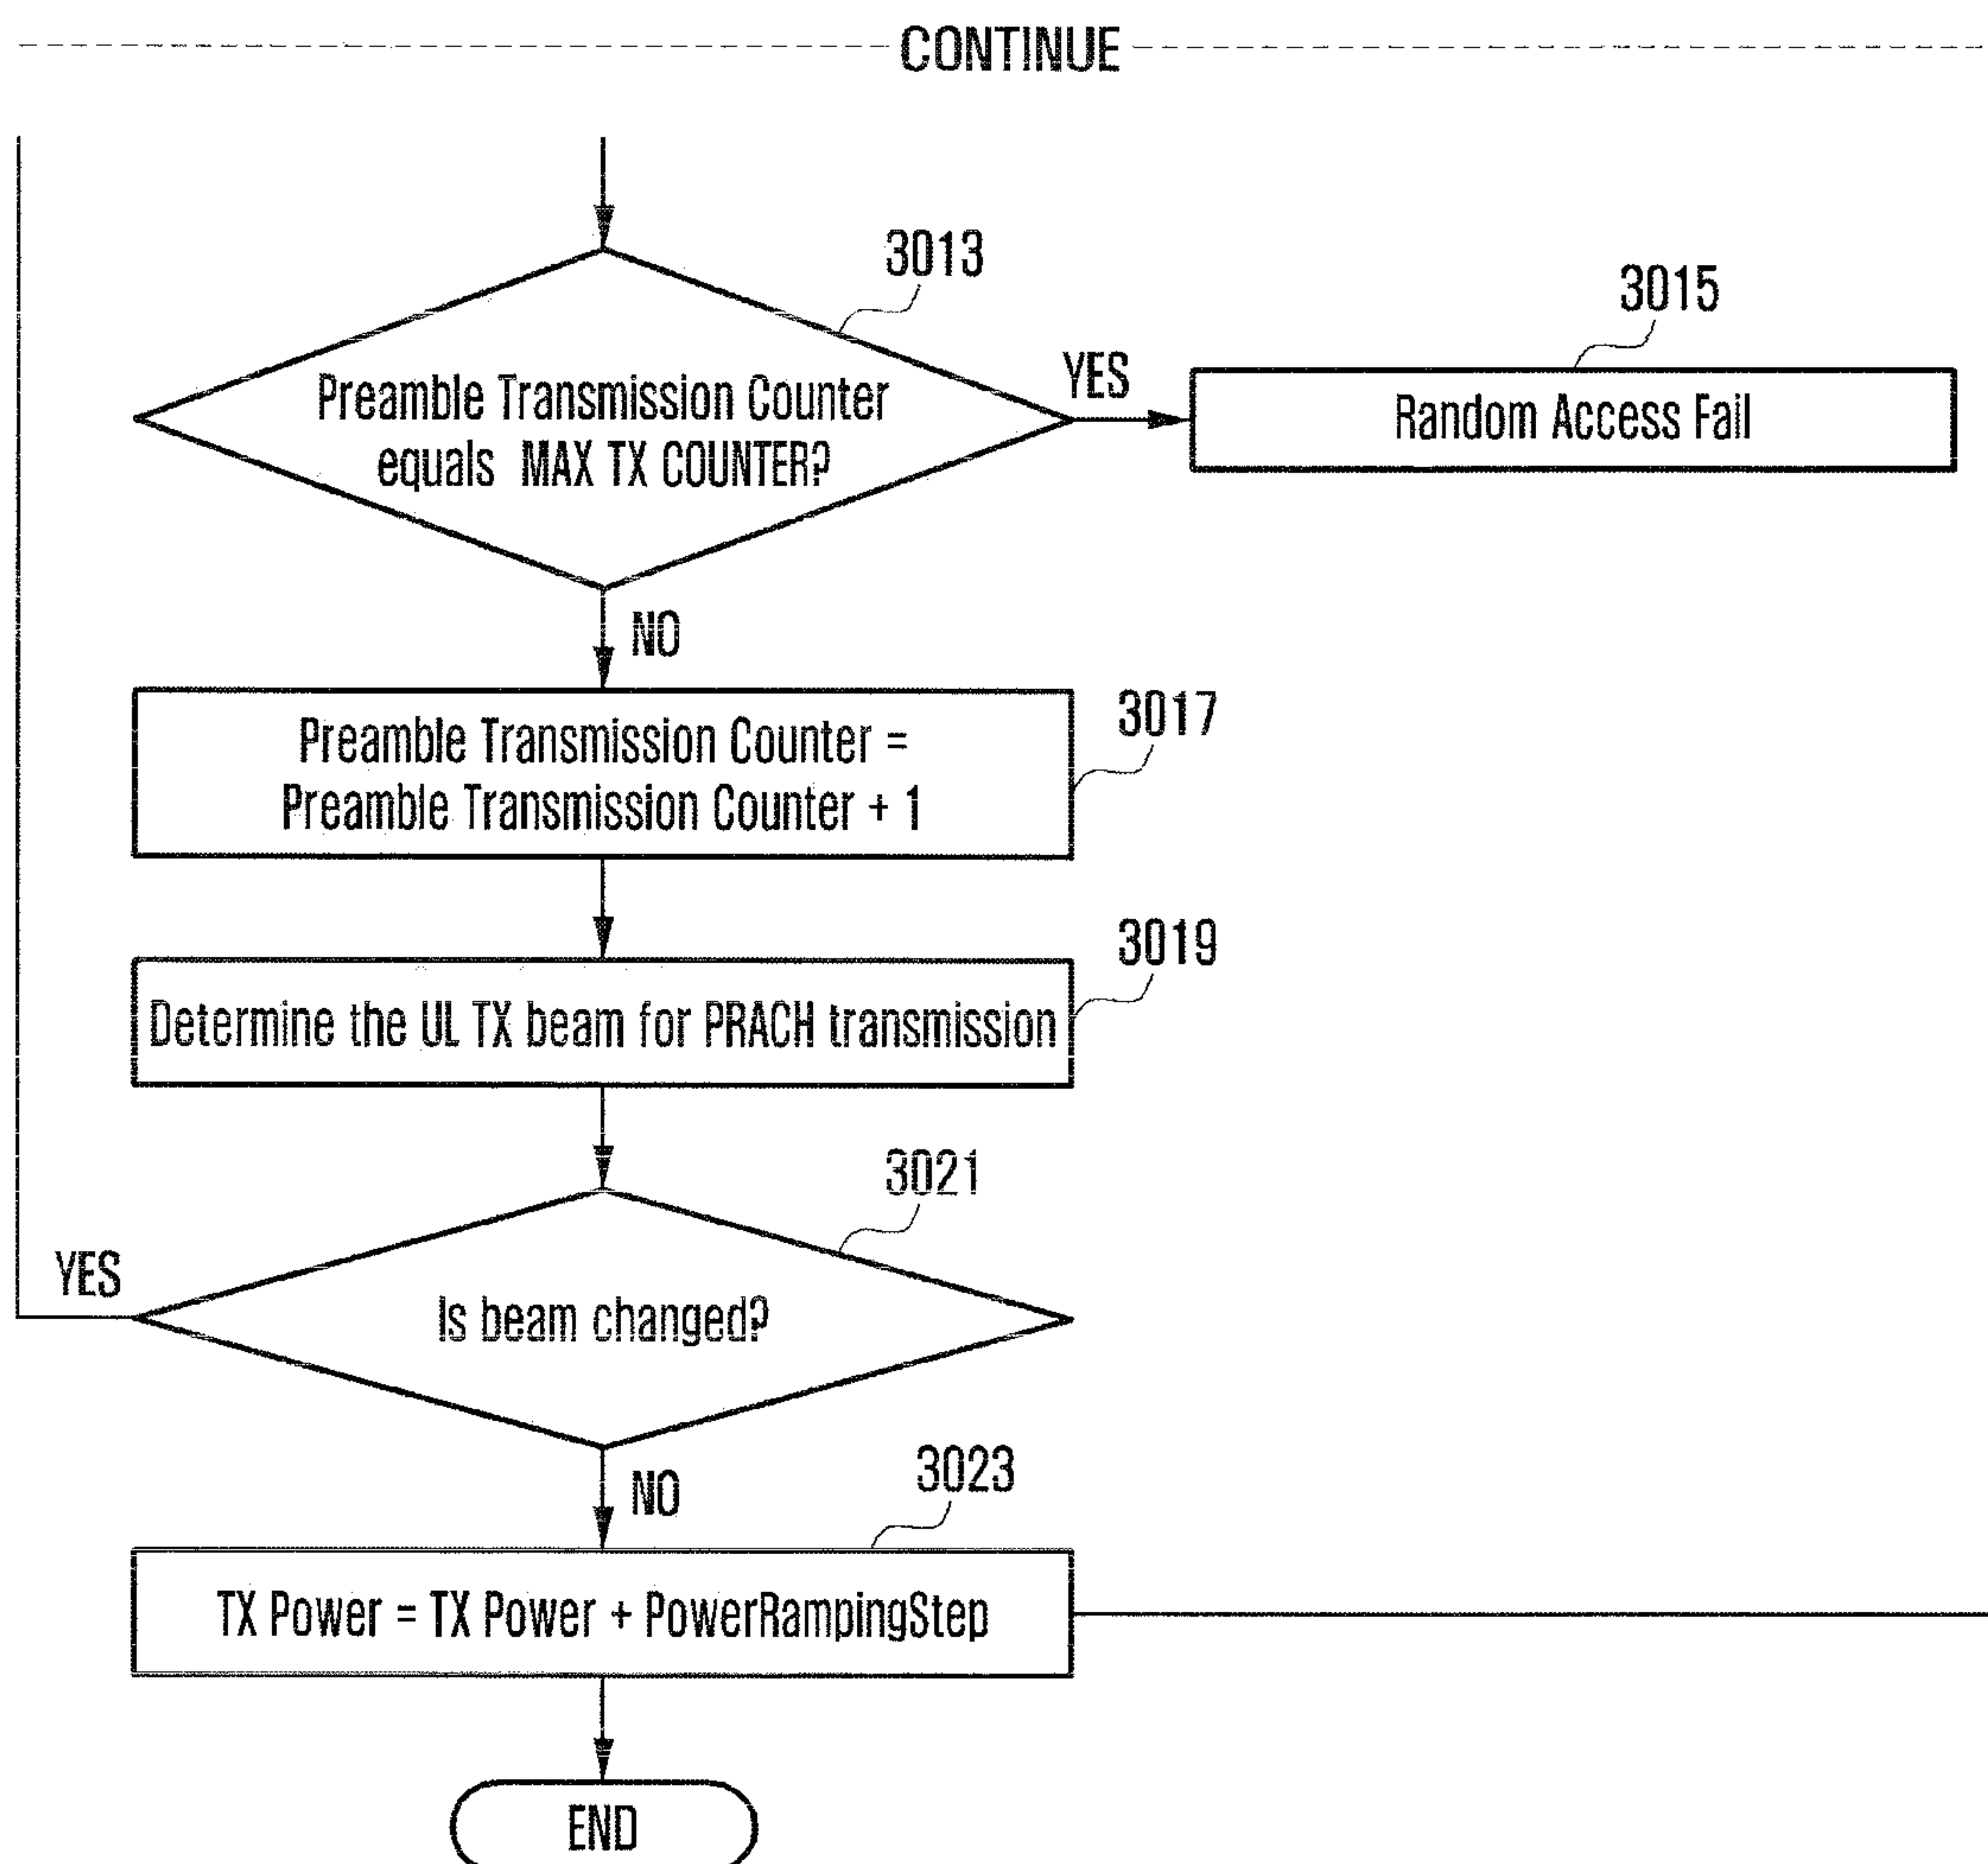 CONTINUE
3013
Preamble Transmission Counter
equals MAX TX COUNTER?
YES
3015
Random Access Fail
NO
3017
Preamble Transmission Counter =
Preamble Transmission Counter + 1
3019
Determine the UL TX beam for PRACH transmission
3021
YES
Is beam changed?
NO
3023
TX Power = TX Power + PowerRampingStep
END